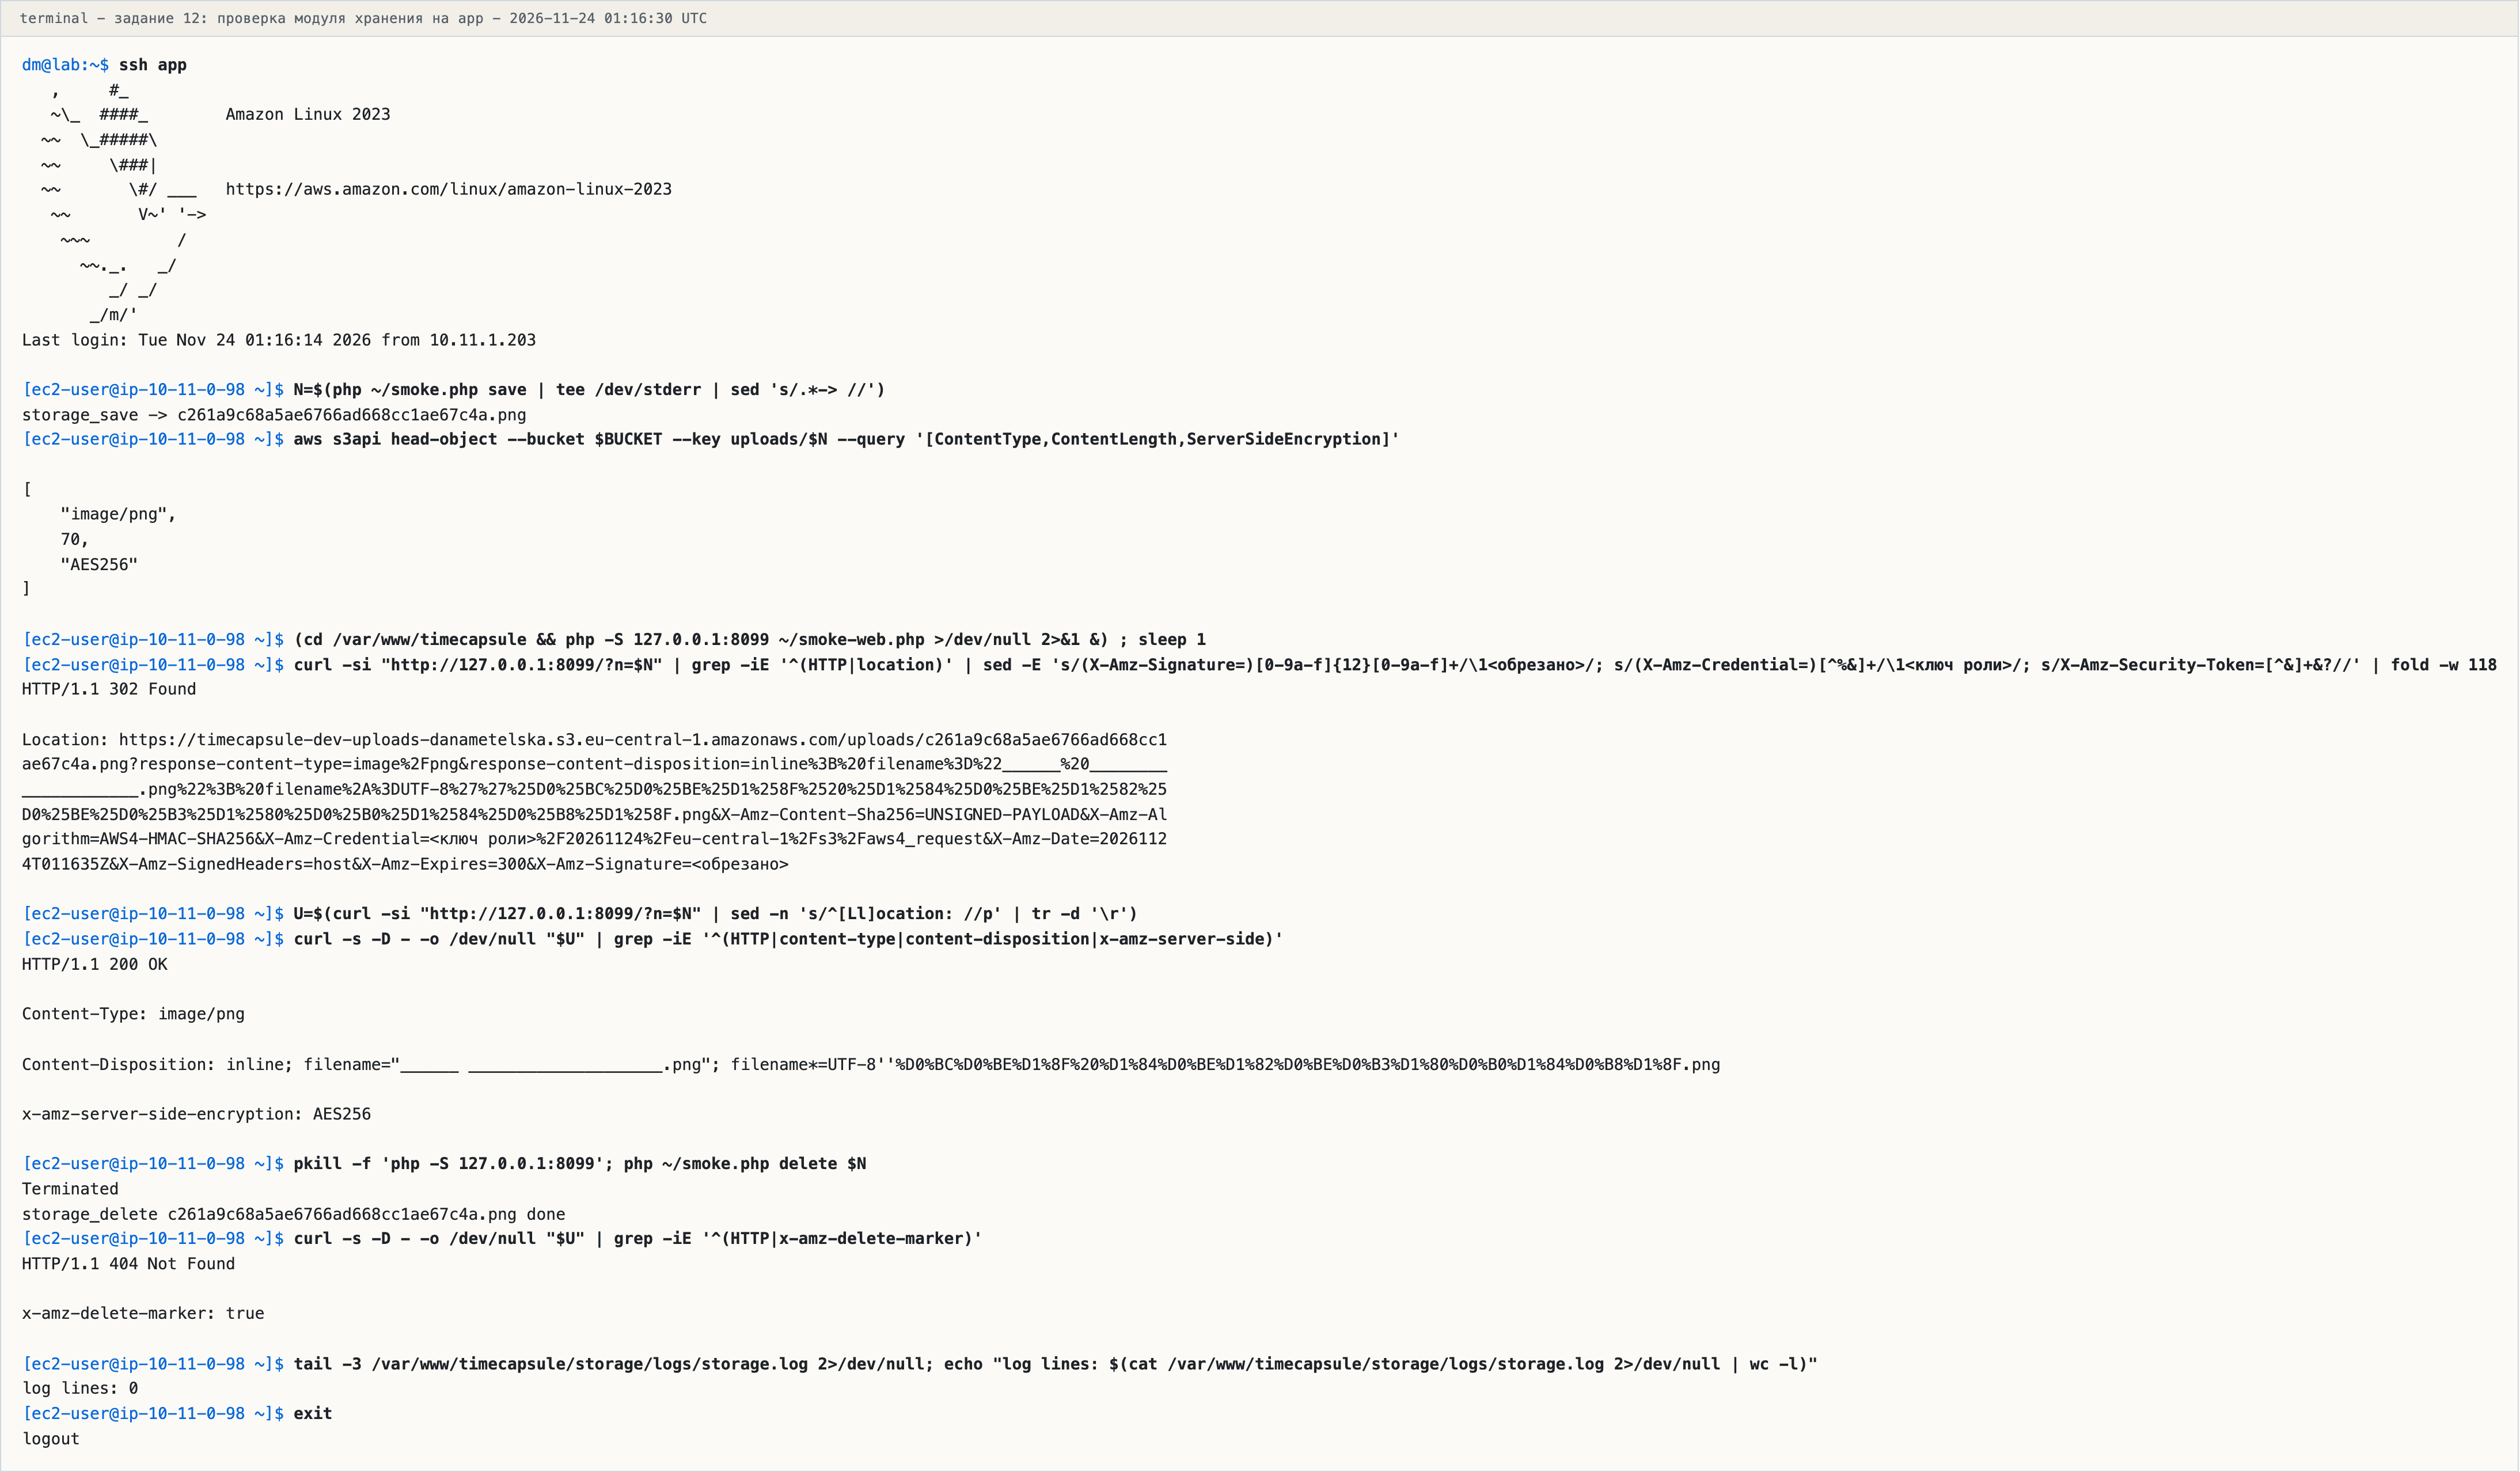 terminal – задание 12: проверка модуля хранения на app – 2026-11-24 01:16:30 UTC
dm@lab:~$ ssh app
   ,     #_
   ~\_  ####_        Amazon Linux 2023
  ~~  \_#####\
  ~~     \###|
  ~~       \#/ ___   https://aws.amazon.com/linux/amazon-linux-2023
   ~~       V~' '->
    ~~~         /
      ~~._.   _/
         _/ _/
       _/m/'
Last login: Tue Nov 24 01:16:14 2026 from 10.11.1.203
[ec2-user@ip-10-11-0-98 ~]$ N=$(php ~/smoke.php save | tee /dev/stderr | sed 's/.*-> //')
storage_save -> c261a9c68a5ae6766ad668cc1ae67c4a.png
[ec2-user@ip-10-11-0-98 ~]$ aws s3api head-object --bucket $BUCKET --key uploads/$N --query '[ContentType,ContentLength,ServerSideEncryption]'
[
    "image/png",
    70,
    "AES256"
]
[ec2-user@ip-10-11-0-98 ~]$ (cd /var/www/timecapsule && php -S 127.0.0.1:8099 ~/smoke-web.php >/dev/null 2>&1 &) ; sleep 1
[ec2-user@ip-10-11-0-98 ~]$ curl -si "http://127.0.0.1:8099/?n=$N" | grep -iE '^(HTTP|location)' | sed -E 's/(X-Amz-Signature=)[0-9a-f]{12}[0-9a-f]+/\1<обрезано>/; s/(X-Amz-Credential=)[^%&]+/\1<ключ роли>/; s/X-Amz-Security-Token=[^&]+&?//' | fold -w 118
HTTP/1.1 302 Found
Location: https://timecapsule-dev-uploads-danametelska.s3.eu-central-1.amazonaws.com/uploads/c261a9c68a5ae6766ad668cc1
ae67c4a.png?response-content-type=image%2Fpng&response-content-disposition=inline%3B%20filename%3D%22______%20________
____________.png%22%3B%20filename%2A%3DUTF-8%27%27%25D0%25BC%25D0%25BE%25D1%258F%2520%25D1%2584%25D0%25BE%25D1%2582%25
D0%25BE%25D0%25B3%25D1%2580%25D0%25B0%25D1%2584%25D0%25B8%25D1%258F.png&X-Amz-Content-Sha256=UNSIGNED-PAYLOAD&X-Amz-Al
gorithm=AWS4-HMAC-SHA256&X-Amz-Credential=<ключ роли>%2F20261124%2Feu-central-1%2Fs3%2Faws4_request&X-Amz-Date=2026112
4T011635Z&X-Amz-SignedHeaders=host&X-Amz-Expires=300&X-Amz-Signature=<обрезано>
[ec2-user@ip-10-11-0-98 ~]$ U=$(curl -si "http://127.0.0.1:8099/?n=$N" | sed -n 's/^[Ll]ocation: //p' | tr -d '\r')
[ec2-user@ip-10-11-0-98 ~]$ curl -s -D - -o /dev/null "$U" | grep -iE '^(HTTP|content-type|content-disposition|x-amz-server-side)'
HTTP/1.1 200 OK
Content-Type: image/png
Content-Disposition: inline; filename="______ ____________________.png"; filename*=UTF-8''%D0%BC%D0%BE%D1%8F%20%D1%84%D0%BE%D1%82%D0%BE%D0%B3%D1%80%D0%B0%D1%84%D0%B8%D1%8F.png
x-amz-server-side-encryption: AES256
[ec2-user@ip-10-11-0-98 ~]$ pkill -f 'php -S 127.0.0.1:8099'; php ~/smoke.php delete $N
Terminated
storage_delete c261a9c68a5ae6766ad668cc1ae67c4a.png done
[ec2-user@ip-10-11-0-98 ~]$ curl -s -D - -o /dev/null "$U" | grep -iE '^(HTTP|x-amz-delete-marker)'
HTTP/1.1 404 Not Found
x-amz-delete-marker: true
[ec2-user@ip-10-11-0-98 ~]$ tail -3 /var/www/timecapsule/storage/logs/storage.log 2>/dev/null; echo "log lines: $(cat /var/www/timecapsule/storage/logs/storage.log 2>/dev/null | wc -l)"
log lines: 0
[ec2-user@ip-10-11-0-98 ~]$ exit
logout